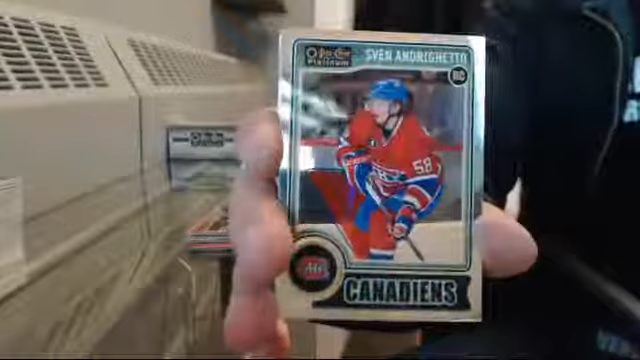 O-Pee-Chee
Platinum
SVEN ANDRIGHETTO
RC
58
CANADIENS